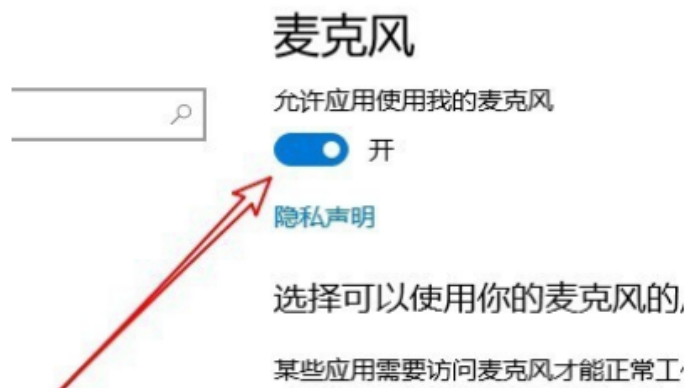 麦克风
允许应用使用我的麦克风
开
隐私声明
选择可以使用你的麦克风的
某些应用需要访问麦克风才能正常工